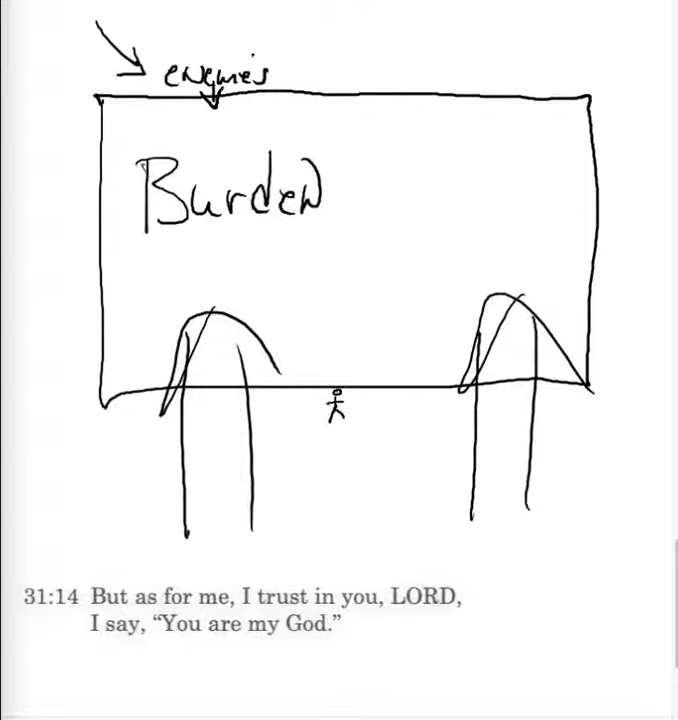 enemies
Burden
31:14 But as for me, I trust in you, LORD,
I say, “You are my God.”